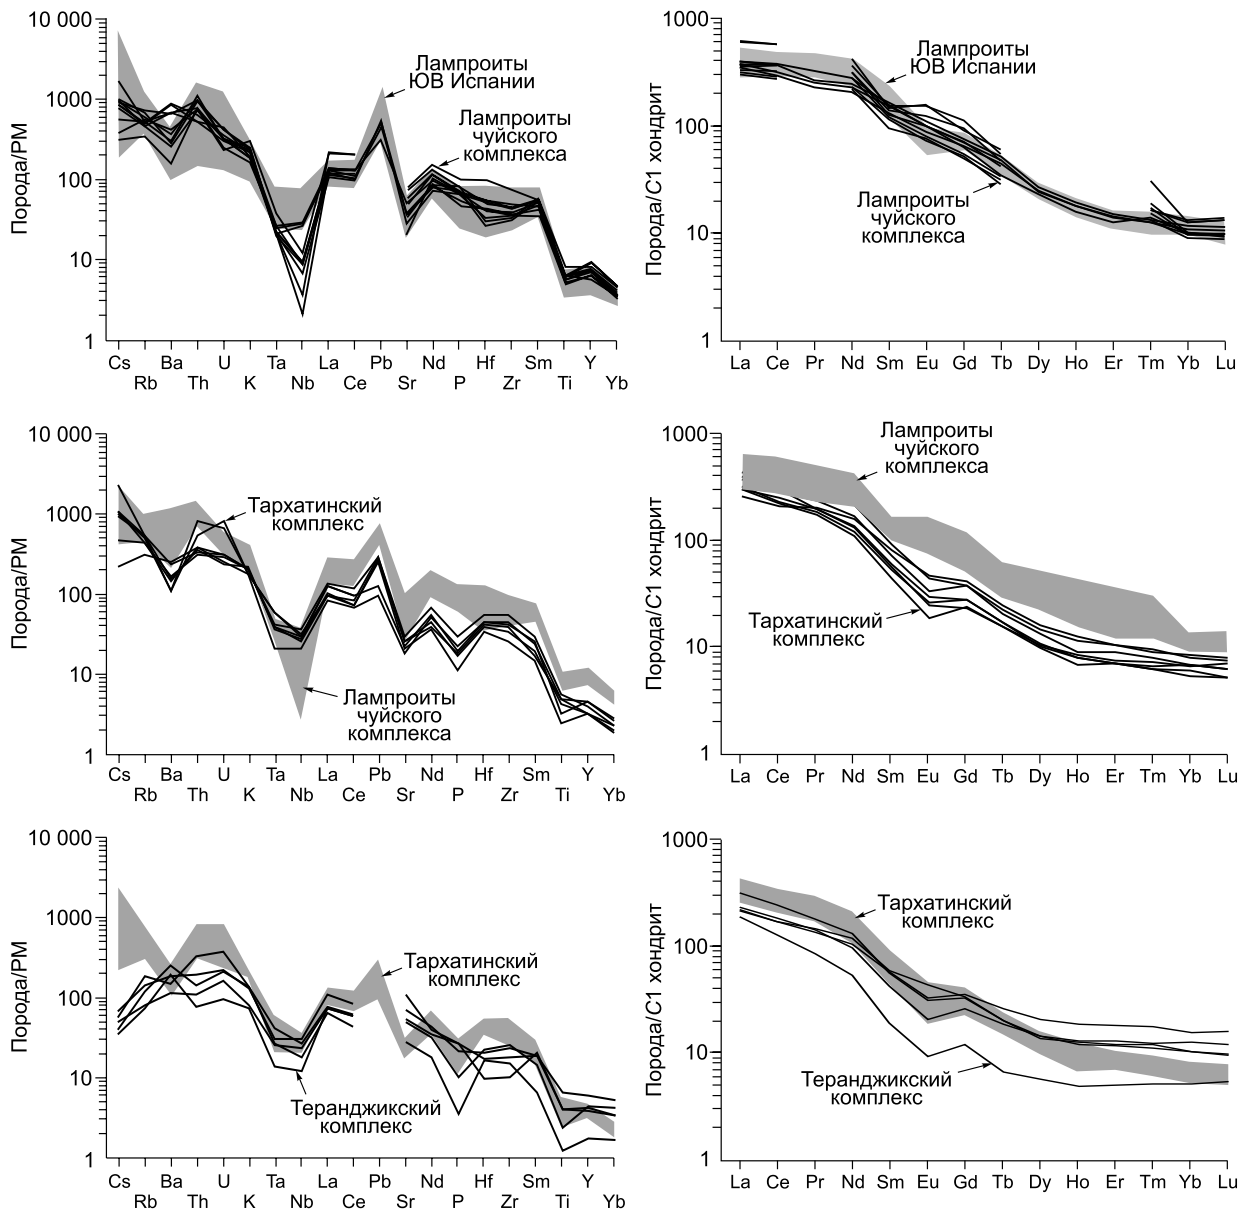 10 000
1000
100
10
1
Порода/PM
Лампроиты
ЮВ Испании
Лампроиты
чуйского
комплекса
Cs Ba U Ta La Pb Nd Hf Sm Y
Rb Th K Nb Ce Sr P Zr Ti Yb
1000
100
10
1
Порода/C1 хондрит
Лампроиты
ЮВ Испании
Лампроиты
чуйского
комплекса
La Ce Pr Nd Sm Eu Gd Tb Dy Ho Er Tm Yb Lu
10 000
1000
100
10
1
Порода/PM
Тархатинский
комплекс
Лампроиты
чуйского
комплекса
Cs Ba U Ta La Pb Nd Hf Sm Y
Rb Th K Nb Ce Sr P Zr Ti Yb
1000
100
10
1
Порода/C1 хондрит
Лампроиты
чуйского
комплекса
Тархатинский
комплекс
La Ce Pr Nd Sm Eu Gd Tb Dy Ho Er Tm Yb Lu
10 000
1000
100
10
1
Порода/PM
Тархатинский
комплекс
Теранджикский
комплекс
Cs Ba U Ta La Pb Nd Hf Sm Y
Rb Th K Nb Ce Sr P Zr Ti Yb
1000
100
10
1
Порода/C1 хондрит
Тархатинский
комплекс
Теранджикский
комплекс
La Ce Pr Nd Sm Eu Gd Tb Dy Ho Er Tm Yb Lu